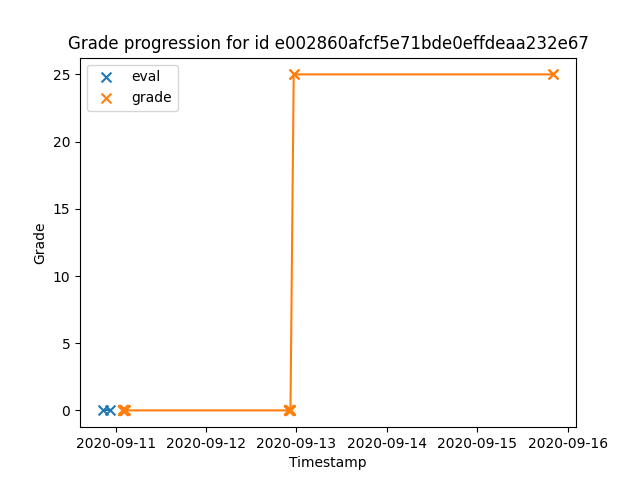 Grade progression for id e002860afcf5e71bde0effdeaa232e67
eval
grade
25
20
15
10
5
0
Grade
2020-09-11 2020-09-12 2020-09-13 2020-09-14 2020-09-15 2020-09-16
Timestamp